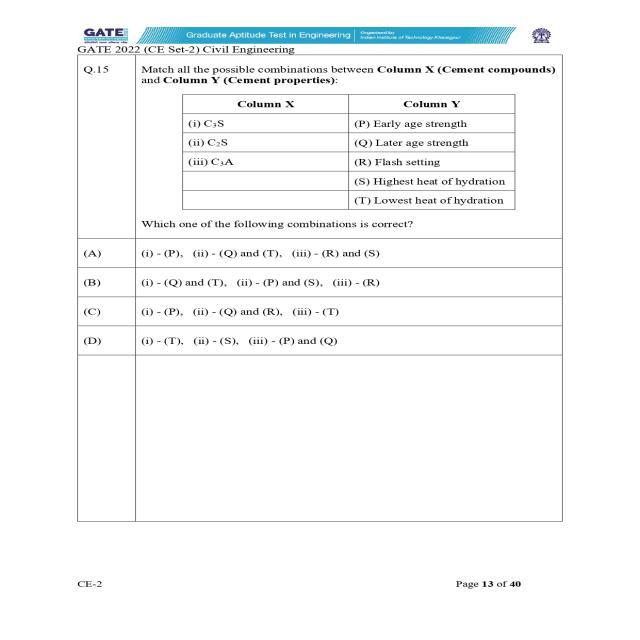 GATE
Graduate Aptitude Test in Engineering
Organised by
Indian Institute of Technology Kharagpur
GATE 2022 (CE Set-2) Civil Engineering
Q.15 Match all the possible combinations between Column X (Cement compounds)
and Column Y (Cement properties):
Column X Column Y
(i) C₃S (P) Early age strength
(ii) C₂S (Q) Later age strength
(iii) C₃A (R) Flash setting
(S) Highest heat of hydration
(T) Lowest heat of hydration
Which one of the following combinations is correct?
(A) (i) - (P), (ii) - (Q) and (T), (iii) - (R) and (S)
(B) (i) - (Q) and (T), (ii) - (P) and (S), (iii) - (R)
(C) (i) - (P), (ii) - (Q) and (R), (iii) - (T)
(D) (i) - (T), (ii) - (S), (iii) - (P) and (Q)
CE-2 Page 13 of 40